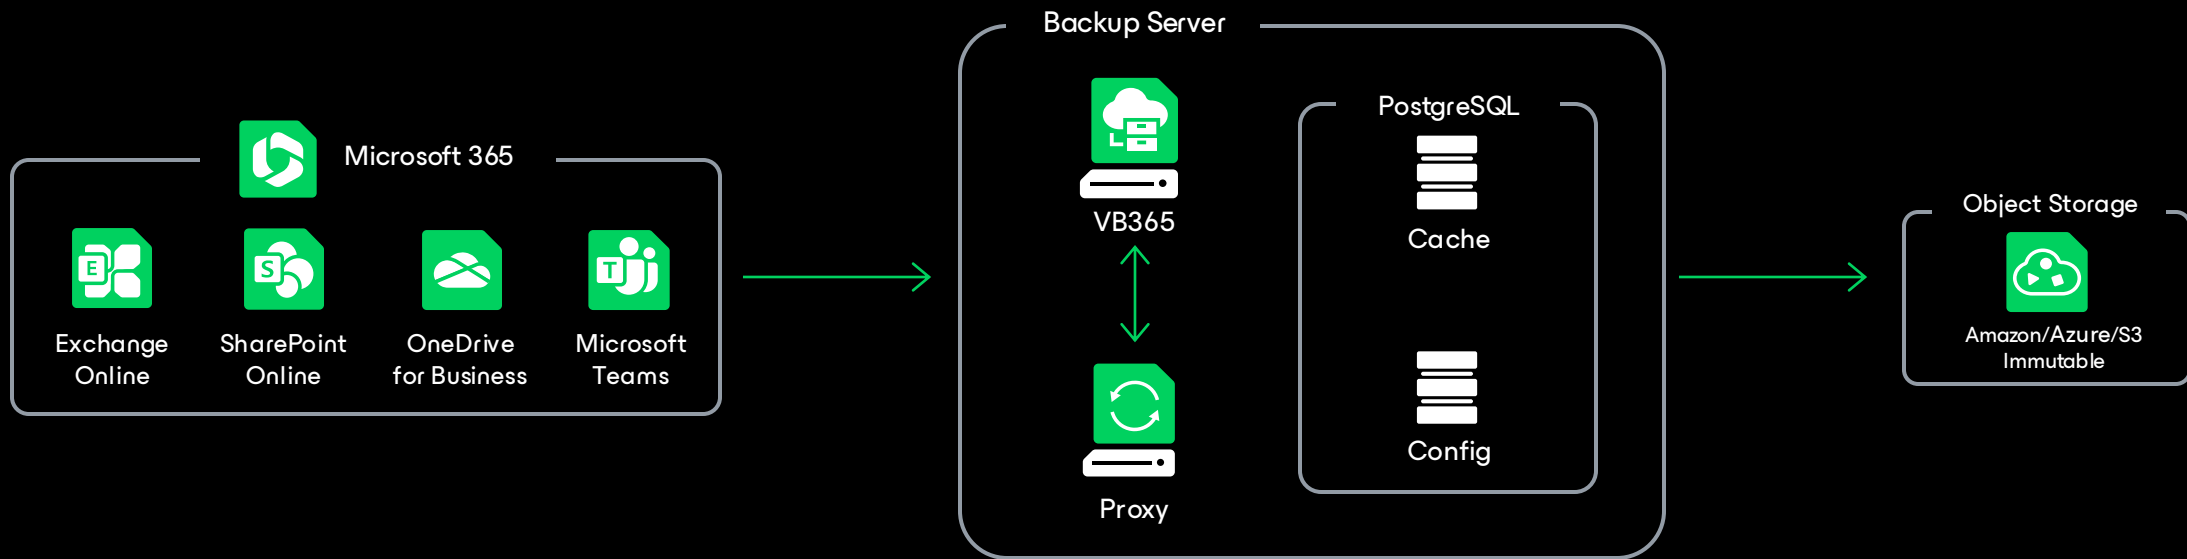 Backup Server
Microsoft 365
E
Exchange
Online
S
SharePoint
Online
OneDrive
for Business
T
Microsoft
Teams
VB365
Proxy
PostgreSQL
Cache
Config
Object Storage
Amazon/Azure/S3
Immutable